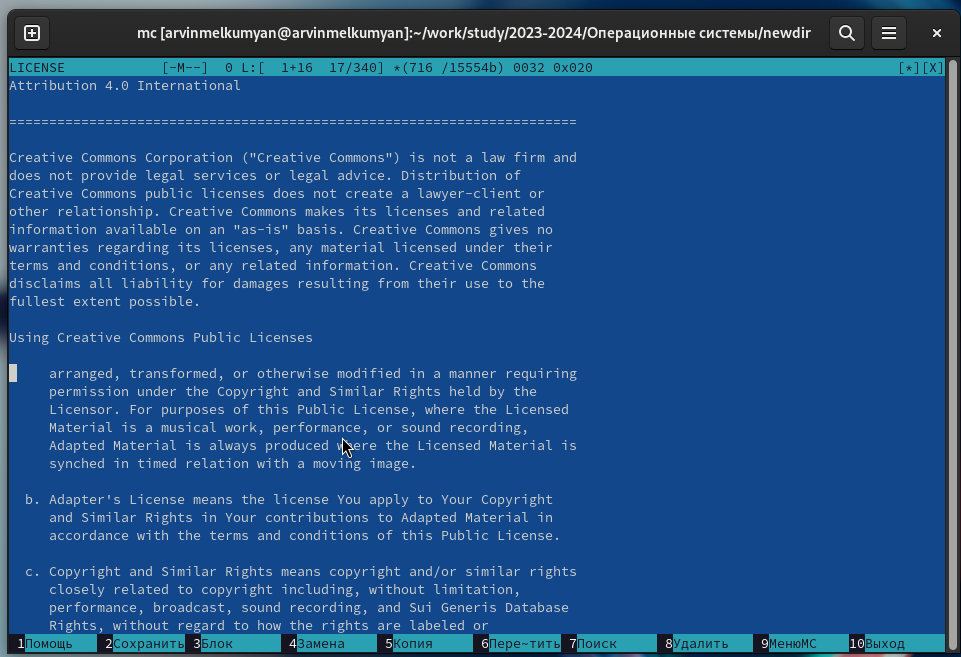 mc [arvinmelkumyan@arvinmelkumyan]:~/work/study/2023-2024/Операционные системы/newdir
LICENSE [-M--] 0 L:[ 1+16 17/340] *(716 /15554b) 0032 0x020 [*][X]
Attribution 4.0 International
=======================================================================
Creative Commons Corporation ("Creative Commons") is not a law firm and
does not provide legal services or legal advice. Distribution of
Creative Commons public licenses does not create a lawyer-client or
other relationship. Creative Commons makes its licenses and related
information available on an "as-is" basis. Creative Commons gives no
warranties regarding its licenses, any material licensed under their
terms and conditions, or any related information. Creative Commons
disclaims all liability for damages resulting from their use to the
fullest extent possible.
Using Creative Commons Public Licenses
arranged, transformed, or otherwise modified in a manner requiring
permission under the Copyright and Similar Rights held by the
Licensor. For purposes of this Public License, where the Licensed
Material is a musical work, performance, or sound recording,
Adapted Material is always produced where the Licensed Material is
synched in timed relation with a moving image.
b. Adapter's License means the license You apply to Your Copyright
and Similar Rights in Your contributions to Adapted Material in
accordance with the terms and conditions of this Public License.
c. Copyright and Similar Rights means copyright and/or similar rights
closely related to copyright including, without limitation,
performance, broadcast, sound recording, and Sui Generis Database
Rights, without regard to how the rights are labeled or
1Помощь 2Сохранить 3Блок 4Замена 5Копия 6Пере~тить 7Поиск 8Удалить 9МенюMC 10Выход